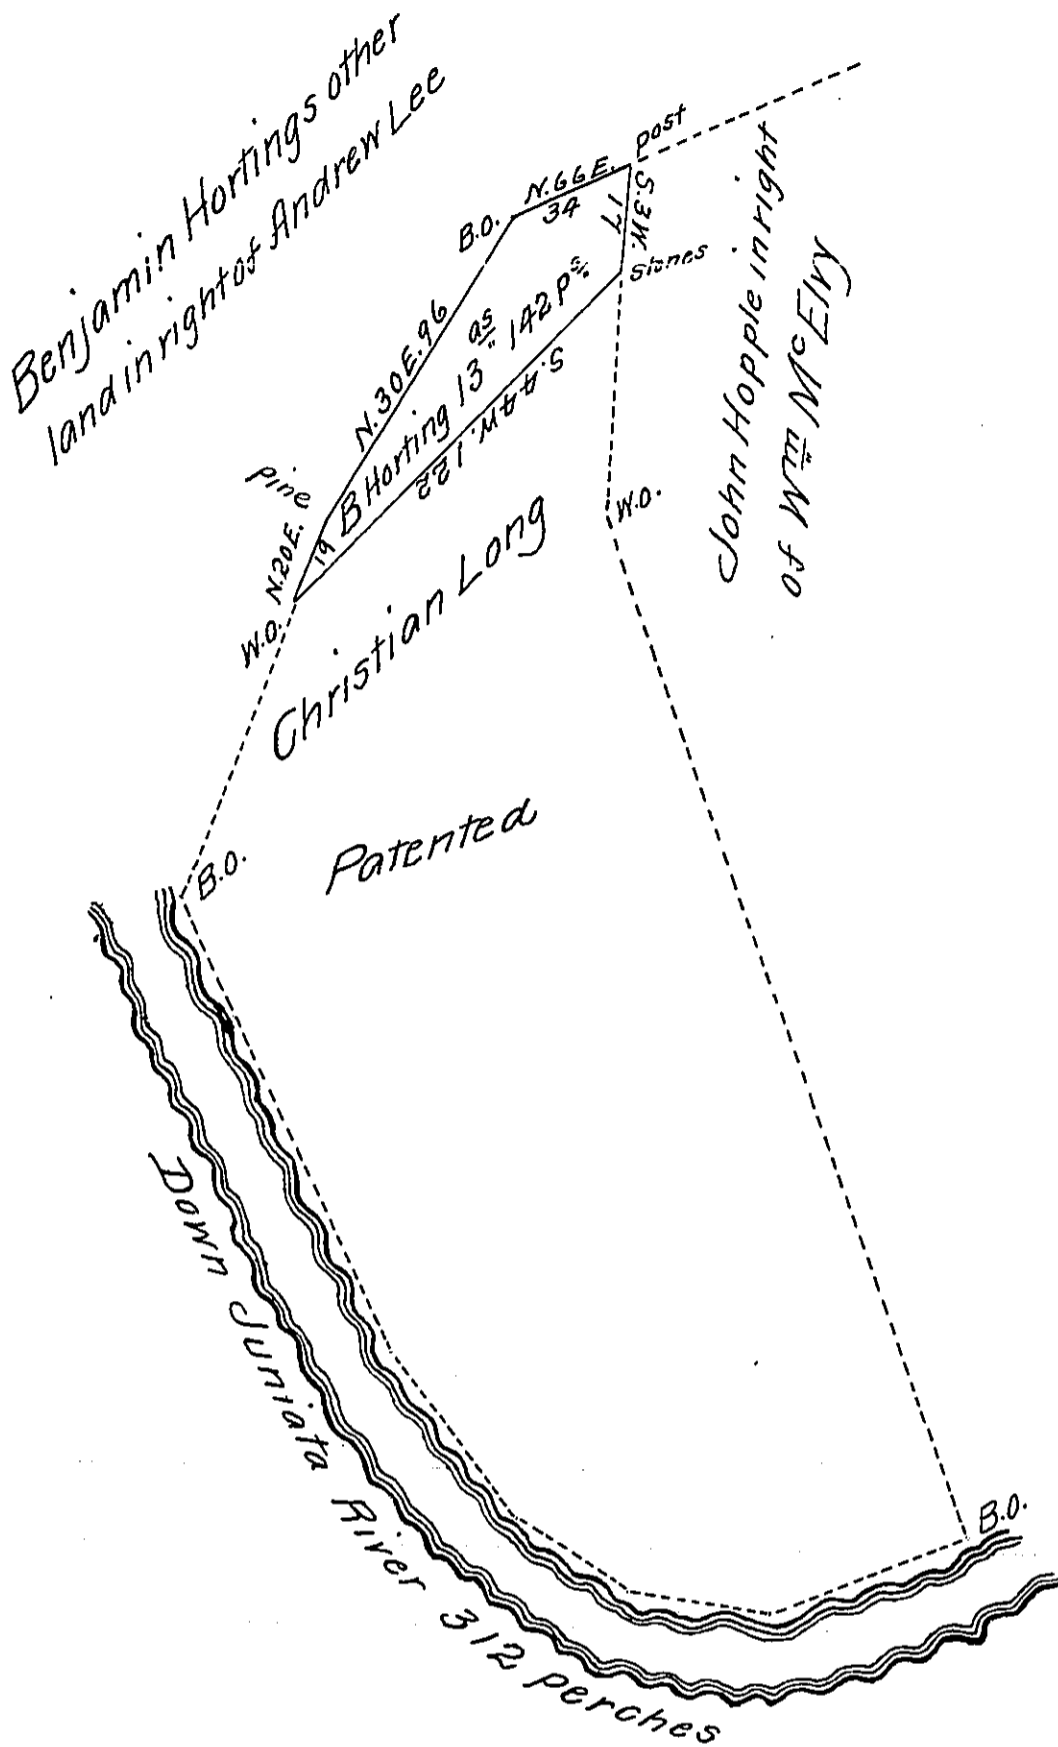 Benjamin Hortings other
land in right of Andrew Lee
Post
N.66E.
34
B.O.
S.3W.
17
Stones
N.30E.96
B Horting 13 as 142 Ps.
S.44W.122
Pine
N.20E.
19
W.O.
W.O.
John Hopple in right
of Wm McElvy
Christian Long
Patented
B.O.
B.O.
Down Juniata River 312 perches